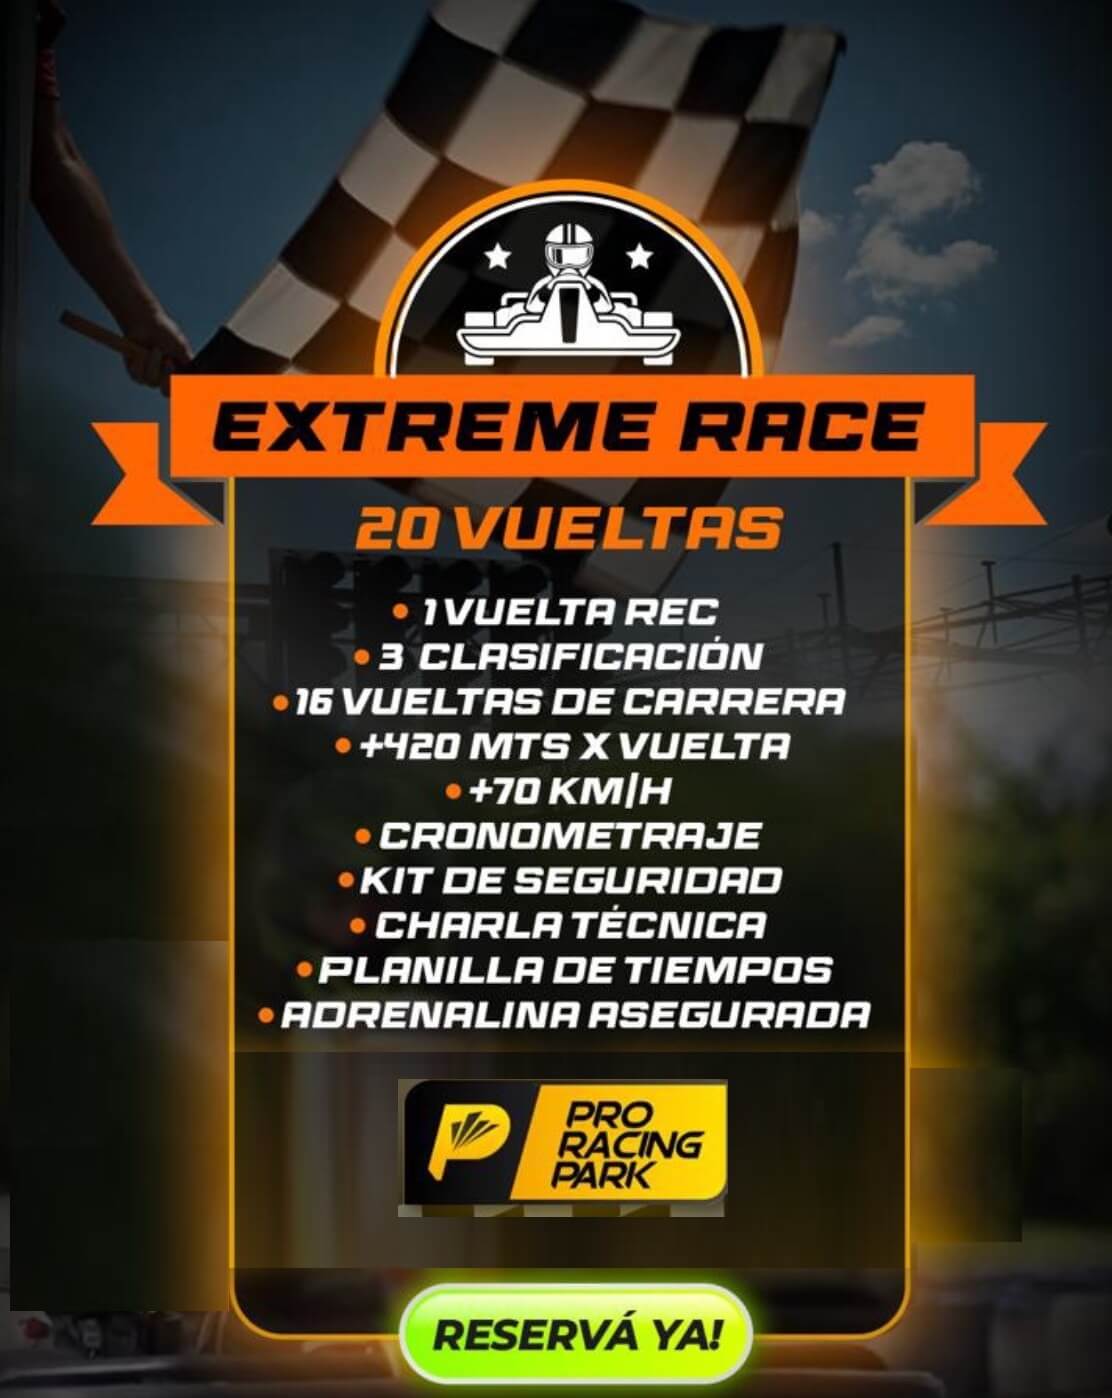 EXTREME RACE
20 VUELTAS
• 1 VUELTA REC
• 3 CLASIFICACIÓN
• 16 VUELTAS DE CARRERA
• +420 MTS X VUELTA
• +70 KM/H
• CRONOMETRAJE
• KIT DE SEGURIDAD
• CHARLA TÉCNICA
• PLANILLA DE TIEMPOS
• ADRENALINA ASEGURADA
P PRO
RACING
PARK
RESERVÁ YA!